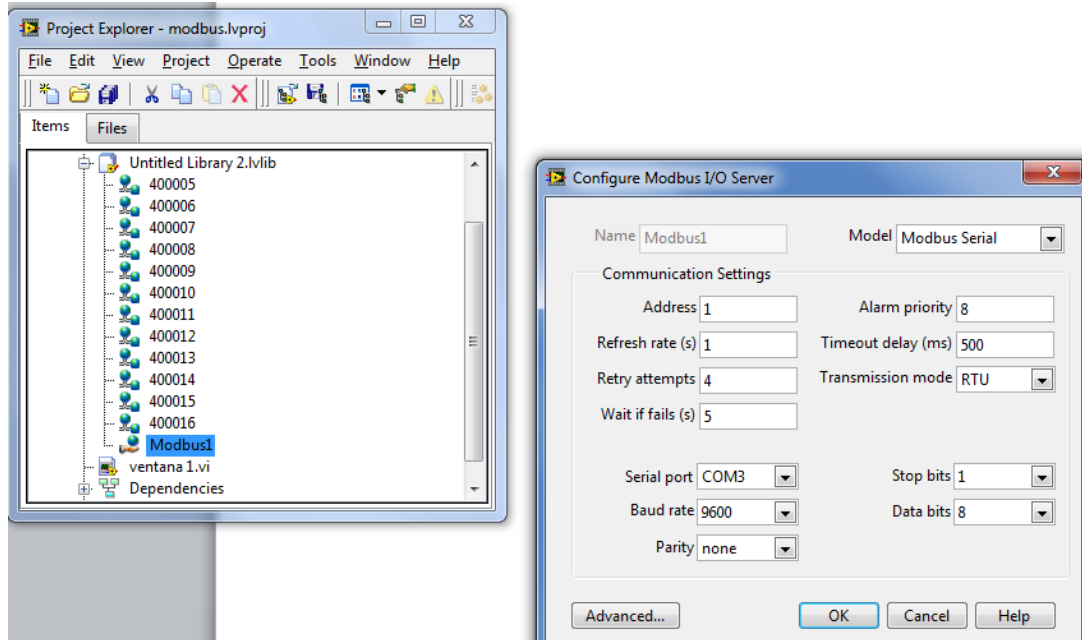 Project Explorer - modbus.lvproj
File Edit View Project Operate Tools Window Help
Items Files
Untitled Library 2.lvlib
400005
400006
400007
400008
400009
400010
400011
400012
400013
400014
400015
400016
Modbus1
ventana 1.vi
Dependencies
Configure Modbus I/O Server
Name Modbus1 Model Modbus Serial
Communication Settings
Address 1 Alarm priority 8
Refresh rate (s) 1 Timeout delay (ms) 500
Retry attempts 4 Transmission mode RTU
Wait if fails (s) 5
Serial port COM3 Stop bits 1
Baud rate 9600 Data bits 8
Parity none
Advanced... OK Cancel Help